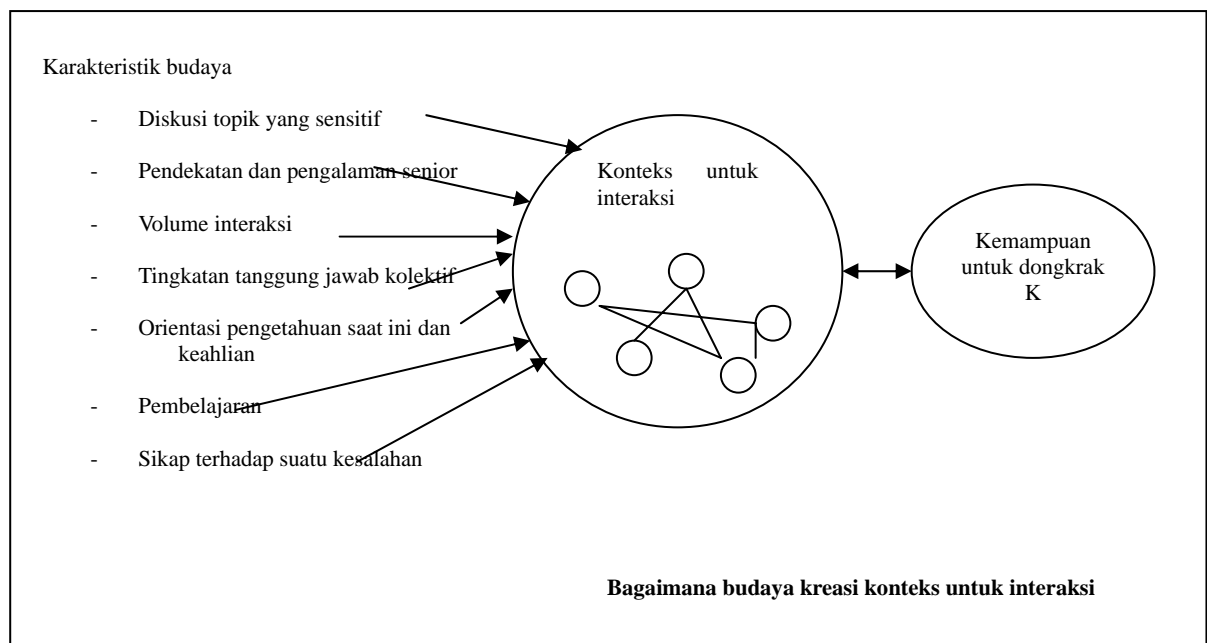 Karakteristik budaya
- Diskusi topik yang sensitif
- Pendekatan dan pengalaman senior
- Volume interaksi
- Tingkatan tanggung jawab kolektif
- Orientasi pengetahuan saat ini dan
keahlian
- Pembelajaran
- Sikap terhadap suatu kesalahan
Konteks untuk
interaksi
Kemampuan
untuk dongkrak
K
Bagaimana budaya kreasi konteks untuk interaksi